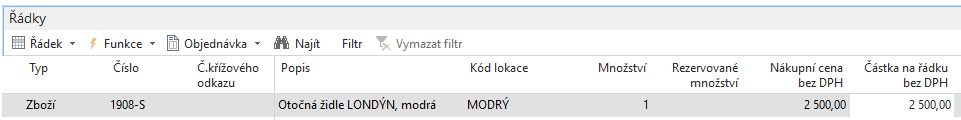 Řádky
Řádek Funkce Objednávka Najít Filtr Vymazat filtr
Typ Číslo Č.křížového odkazu Popis Kód lokace Množství Rezervované množství Nákupní cena bez DPH Částka na řádku bez DPH
Zboží 1908-S Otočná židle LONDÝN, modrá MODRÝ 1 2 500,00 2 500,00